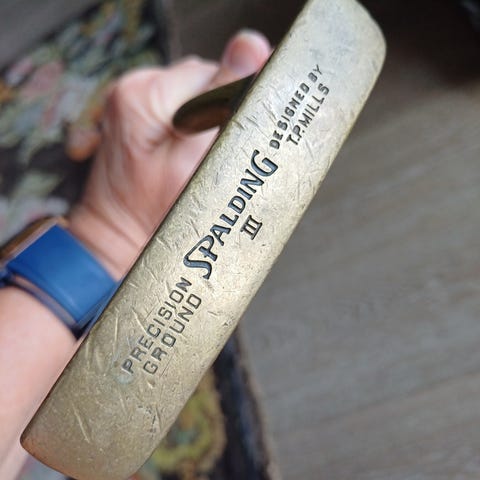 PRECISION
GROUND
SPALDING
III
DESIGNED BY
T.P. MILLS